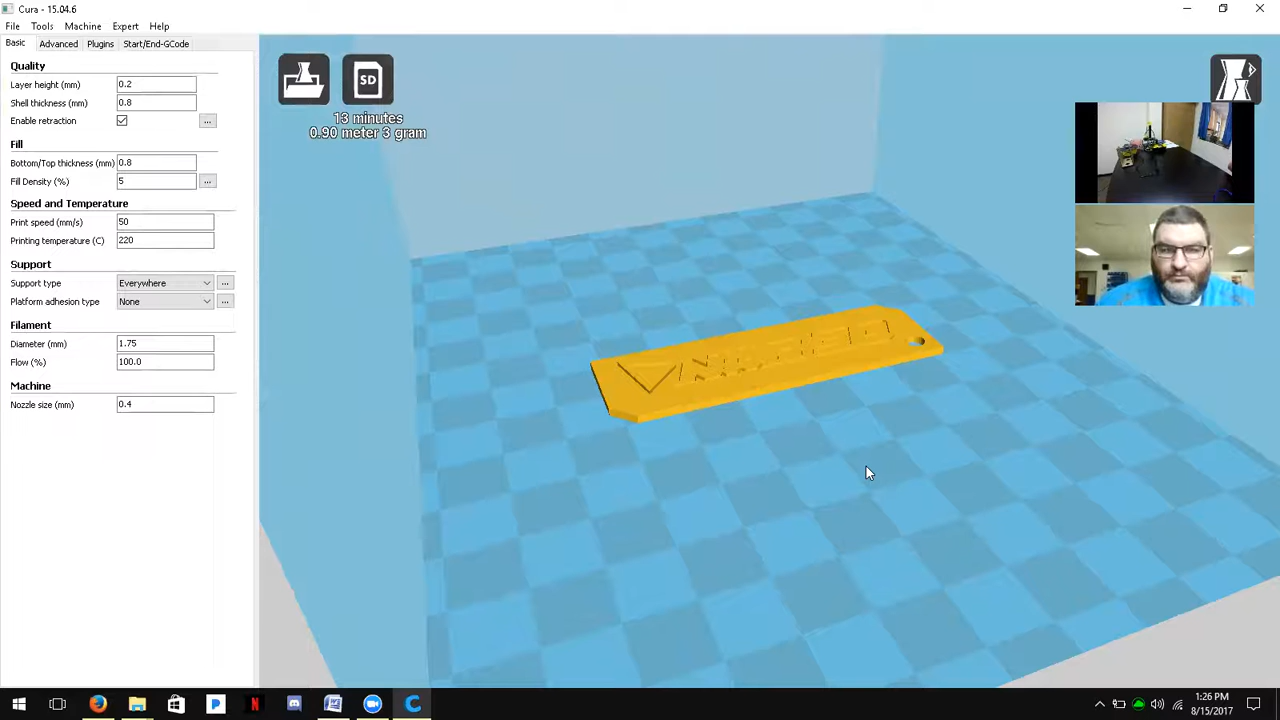 Cura - 15.04.6
File Tools Machine Expert Help
Basic Advanced Plugins Start/End-GCode
Quality
Layer height (mm) 0.2
Shell thickness (mm) 0.8
Enable retraction ...
Fill
Bottom/Top thickness (mm) 0.8
Fill Density (%) 5 ...
Speed and Temperature
Print speed (mm/s) 50
Printing temperature (C) 220
Support
Support type Everywhere ...
Platform adhesion type None ...
Filament
Diameter (mm) 1.75
Flow (%) 100.0
Machine
Nozzle size (mm) 0.4
SD
13 minutes
0.90 meter 3 gram
1:26 PM
8/15/2017